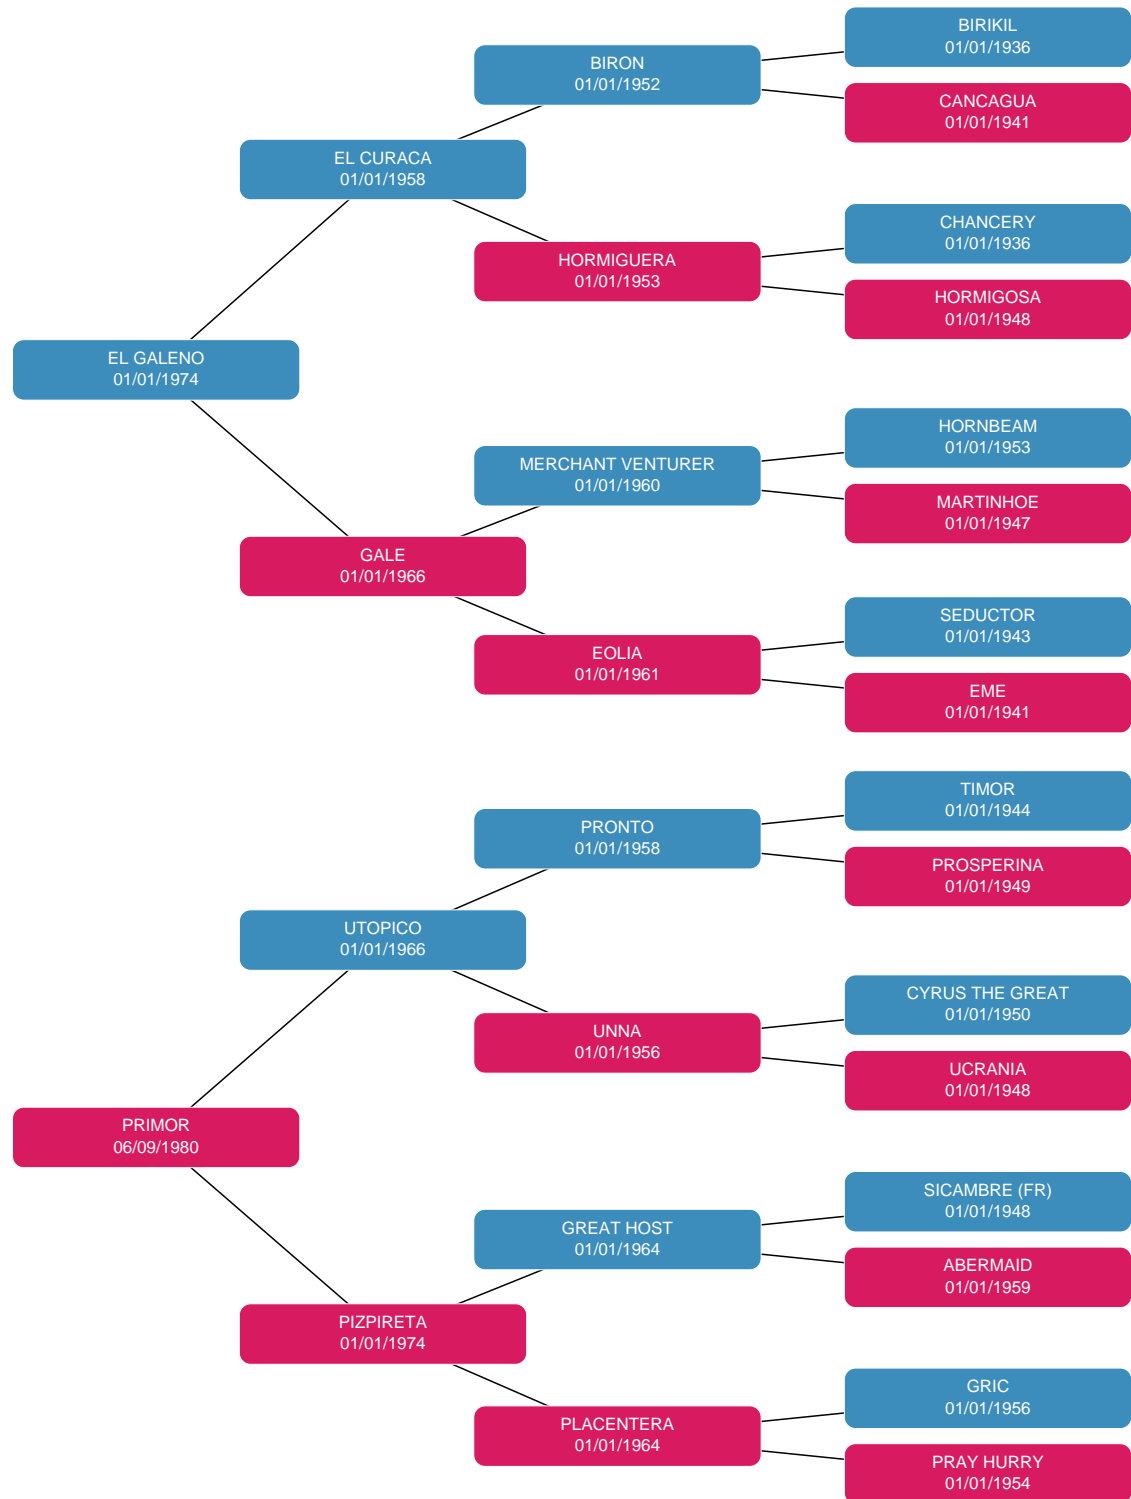 BIRIKIL
01/01/1936
BIRON
01/01/1952
CANCAGUA
01/01/1941
EL CURACA
01/01/1958
CHANCERY
01/01/1936
HORMIGUERA
01/01/1953
HORMIGOSA
01/01/1948
EL GALENO
01/01/1974
HORNBEAM
01/01/1953
MERCHANT VENTURER
01/01/1960
MARTINHOE
01/01/1947
GALE
01/01/1966
SEDUCTOR
01/01/1943
EOLIA
01/01/1961
EME
01/01/1941
TIMOR
01/01/1944
PRONTO
01/01/1958
PROSPERINA
01/01/1949
UTOPICO
01/01/1966
CYRUS THE GREAT
01/01/1950
UNNA
01/01/1956
UCRANIA
01/01/1948
PRIMOR
06/09/1980
SICAMBRE (FR)
01/01/1948
GREAT HOST
01/01/1964
ABERMAID
01/01/1959
PIZPIRETA
01/01/1974
GRIC
01/01/1956
PLACENTERA
01/01/1964
PRAY HURRY
01/01/1954